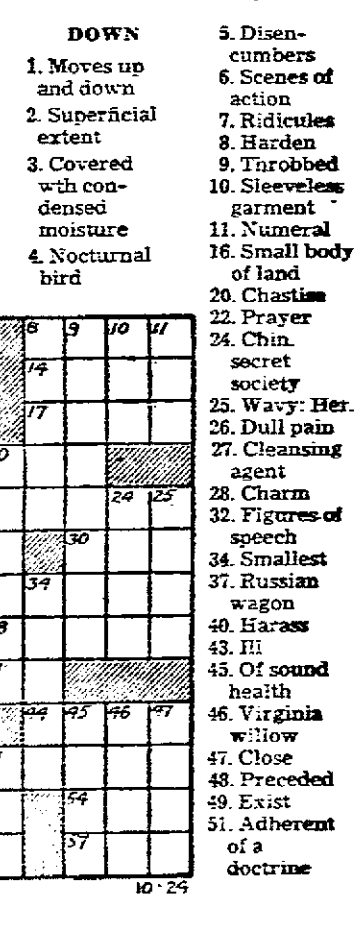 DOWN
1. Moves up
and down
2. Superficial
extent
3. Covered
wth con-
densed
moisture
4. Nocturnal
bird
5. Disen-
cumbers
6. Scenes of
action
7. Ridicules
8. Harden
9. Throbbed
10. Sleeveless
garment
11. Numeral
16. Small body
of land
20. Chastise
22. Prayer
24. Chin.
secret
society
25. Wavy: Her.
26. Dull pain
27. Cleansing
agent
28. Charm
32. Figures of
speech
34. Smallest
37. Russian
wagon
40. Harass
43. Ill
45. Of sound
health
46. Virginia
willow
47. Close
48. Preceded
49. Exist
51. Adherent
of a
doctrine
8 9 10 11
14
17
24 25
30
34
44 45 46 47
54
57
10-24